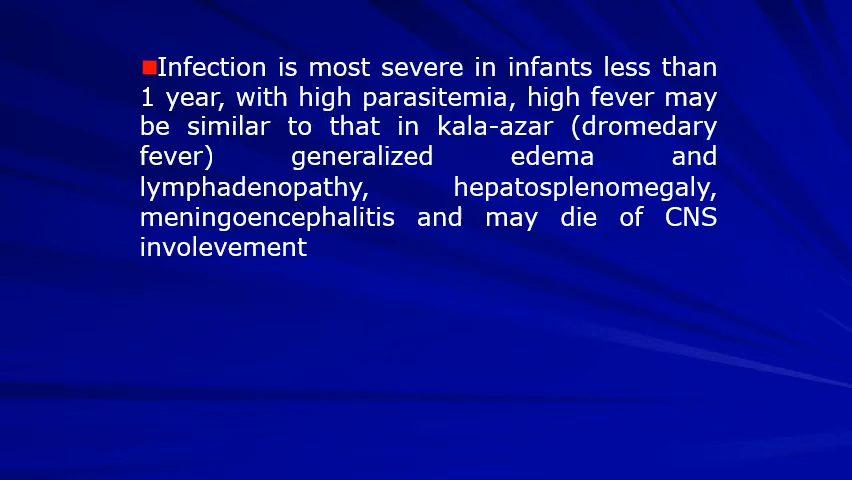 Infection is most severe in infants less than
1 year, with high parasitemia, high fever may
be similar to that in kala-azar (dromedary
fever) generalized edema and
lymphadenopathy, hepatosplenomegaly,
meningoencephalitis and may die of CNS
involevement